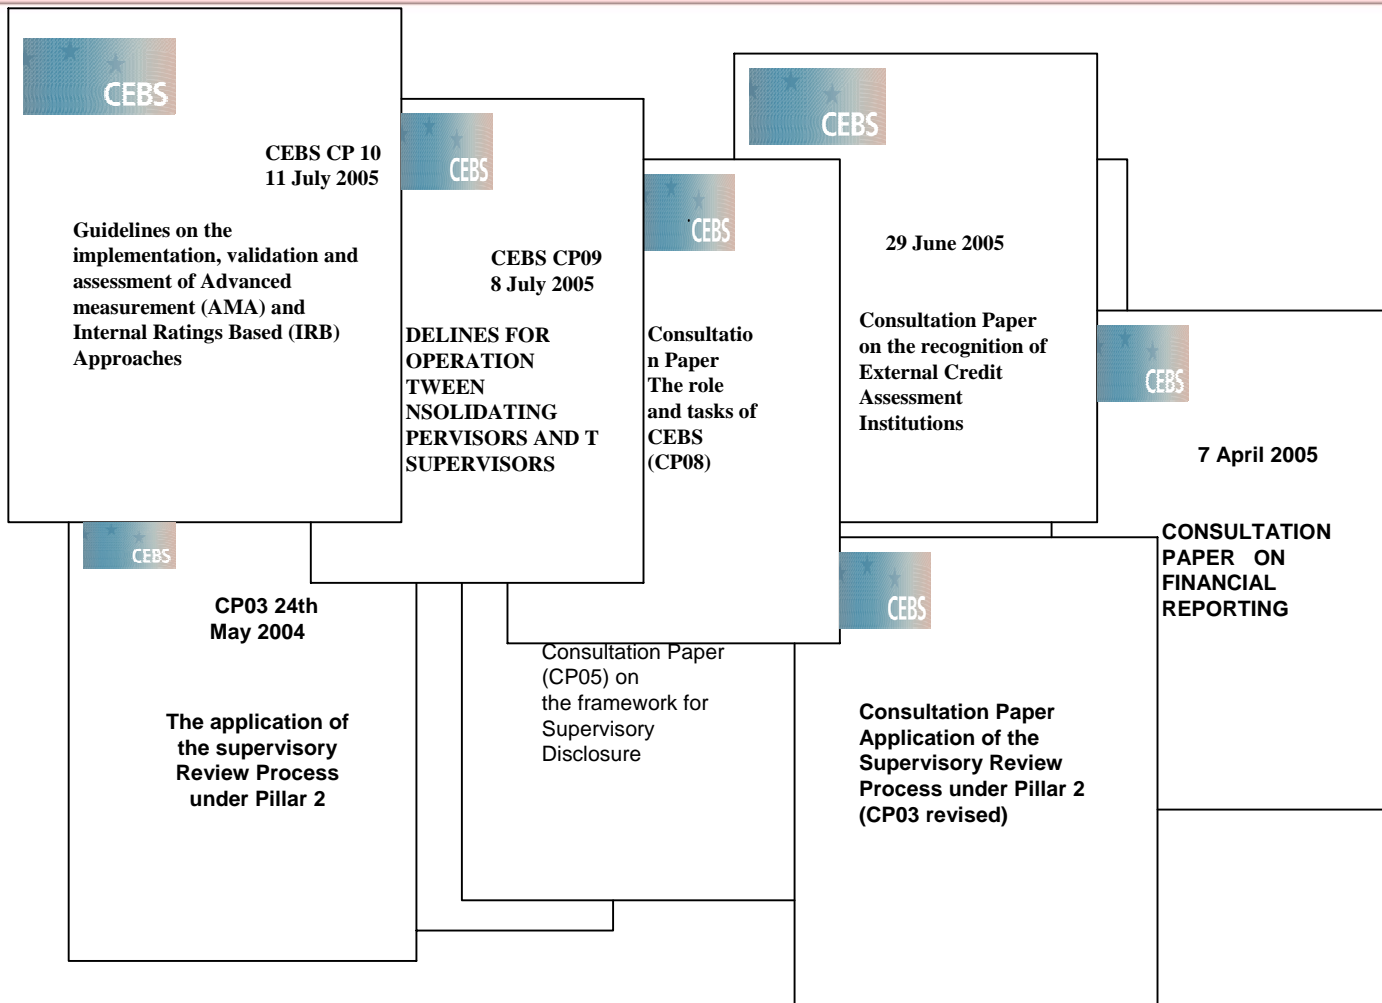 CEBS
CEBS CP 10
11 July 2005
Guidelines on the
implementation, validation and
assessment of Advanced
measurement (AMA) and
Internal Ratings Based (IRB)
Approaches
CEBS
CEBS CP09
8 July 2005
DELINES FOR
OPERATION
TWEEN
NSOLIDATING
PERVISORS AND T
SUPERVISORS
CEBS
Consultatio
n Paper
The role
and tasks of
CEBS
(CP08)
CEBS
29 June 2005
Consultation Paper
on the recognition of
External Credit
Assessment
Institutions
CEBS
7 April 2005
CONSULTATION
PAPER ON
FINANCIAL
REPORTING
CEBS
CP03 24th
May 2004
The application of
the supervisory
Review Process
under Pillar 2
Consultation Paper
(CP05) on
the framework for
Supervisory
Disclosure
CEBS
Consultation Paper
Application of the
Supervisory Review
Process under Pillar 2
(CP03 revised)